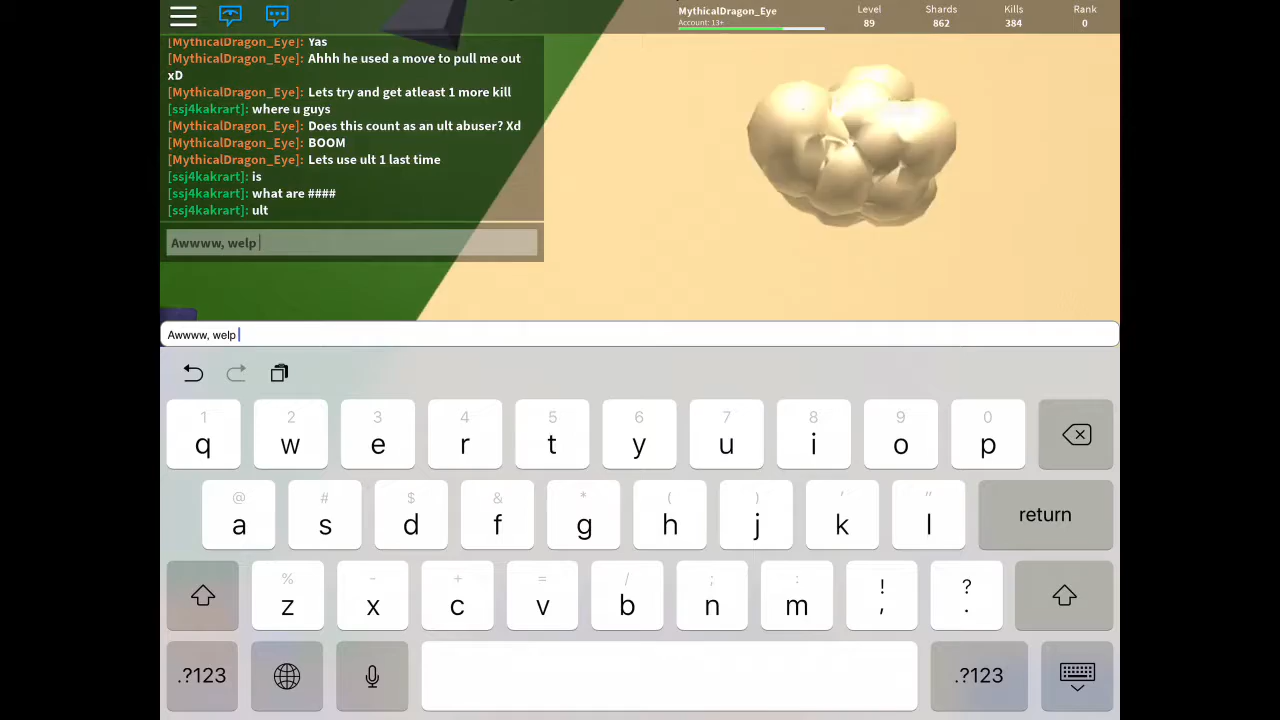 MythicalDragon_Eye
Account: 13+
Level
89
Shards
862
Kills
384
Rank
0
[MythicalDragon_Eye]: Yas
[MythicalDragon_Eye]: Ahhh he used a move to pull me out
xD
[MythicalDragon_Eye]: Lets try and get atleast 1 more kill
[ssj4kakrart]: where u guys
[MythicalDragon_Eye]: Does this count as an ult abuser? Xd
[MythicalDragon_Eye]: BOOM
[MythicalDragon_Eye]: Lets use ult 1 last time
[ssj4kakrart]: is
[ssj4kakrart]: what are ####
[ssj4kakrart]: ult
Awwww, welp
Awwww, welp
1 2 3 4 5 6 7 8 9 0
q w e r t y u i o p
@ # $ & * ( ) ' "
a s d f g h j k l return
% - + = / ; : ! ?
z x c v b n m , .
.?123 .?123